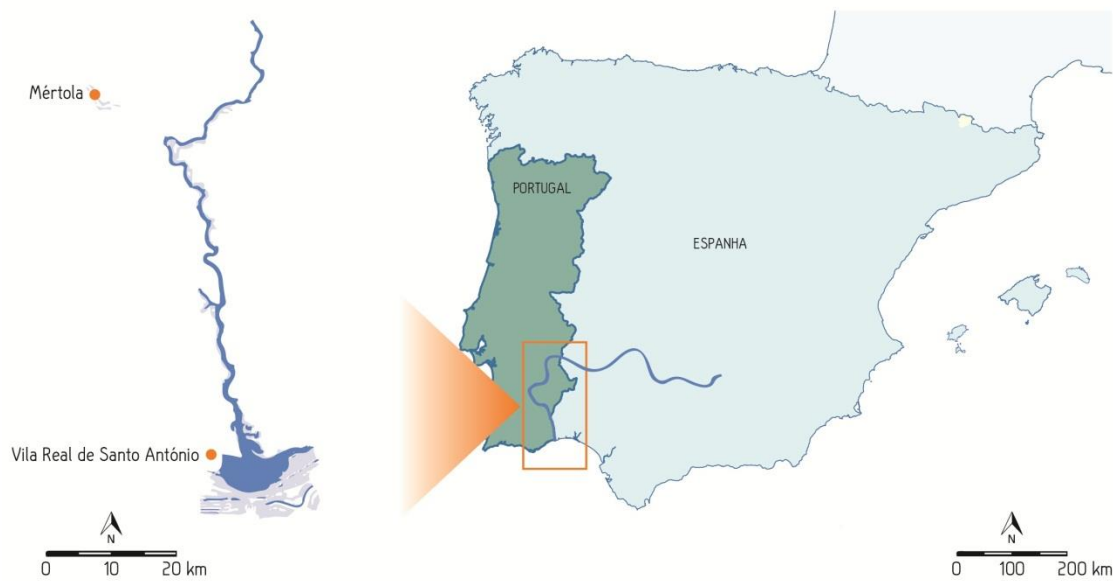 Mértola
Vila Real de Santo António
N
0 10 20 km
PORTUGAL
ESPANHA
N
0 100 200 km